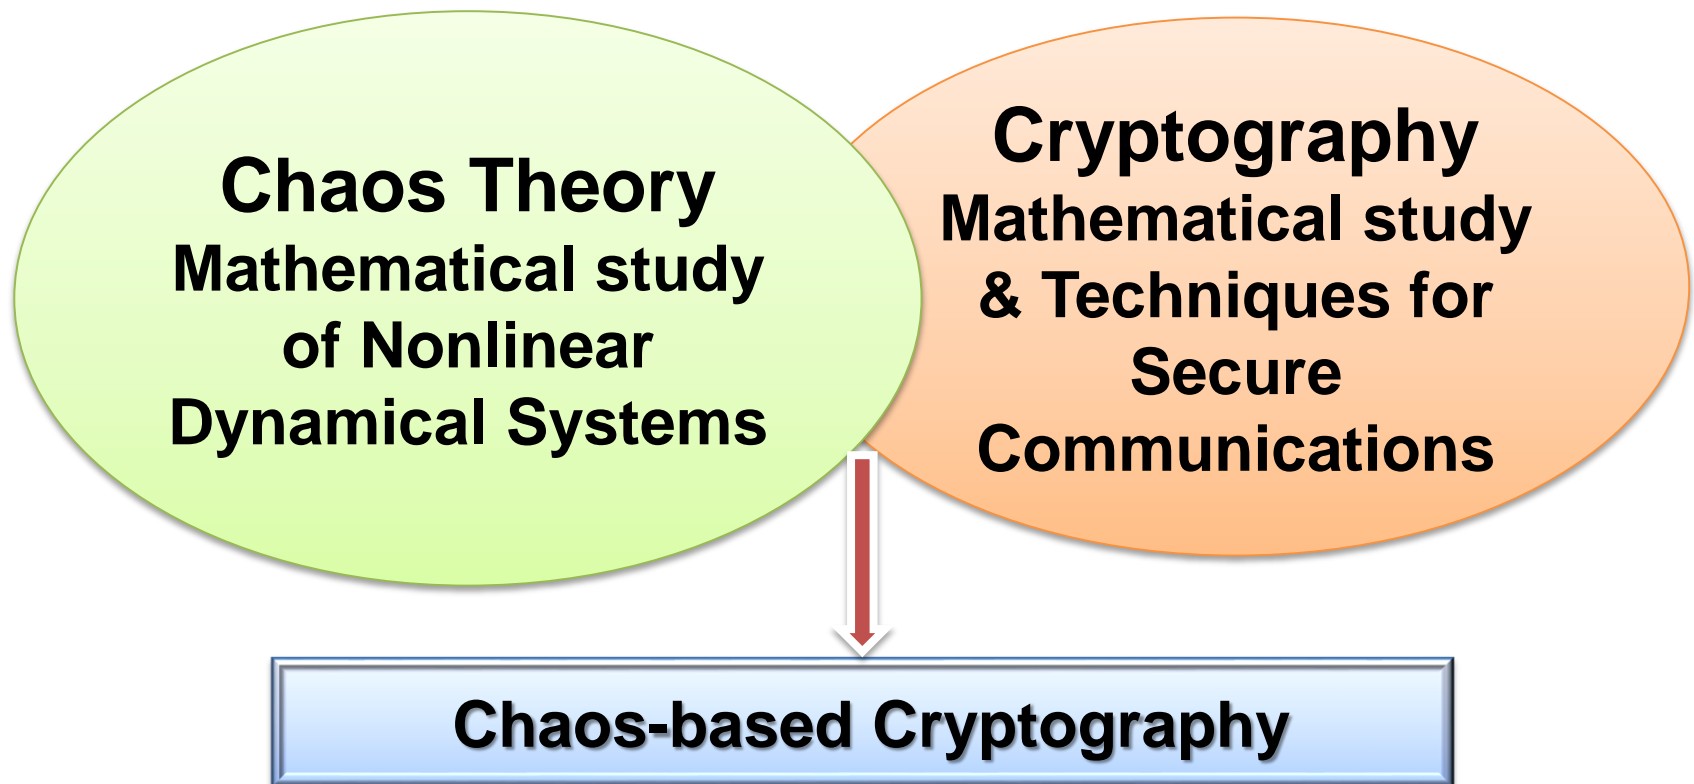 Chaos Theory
Mathematical study
of Nonlinear
Dynamical Systems
Cryptography
Mathematical study
& Techniques for
Secure
Communications
Chaos-based Cryptography